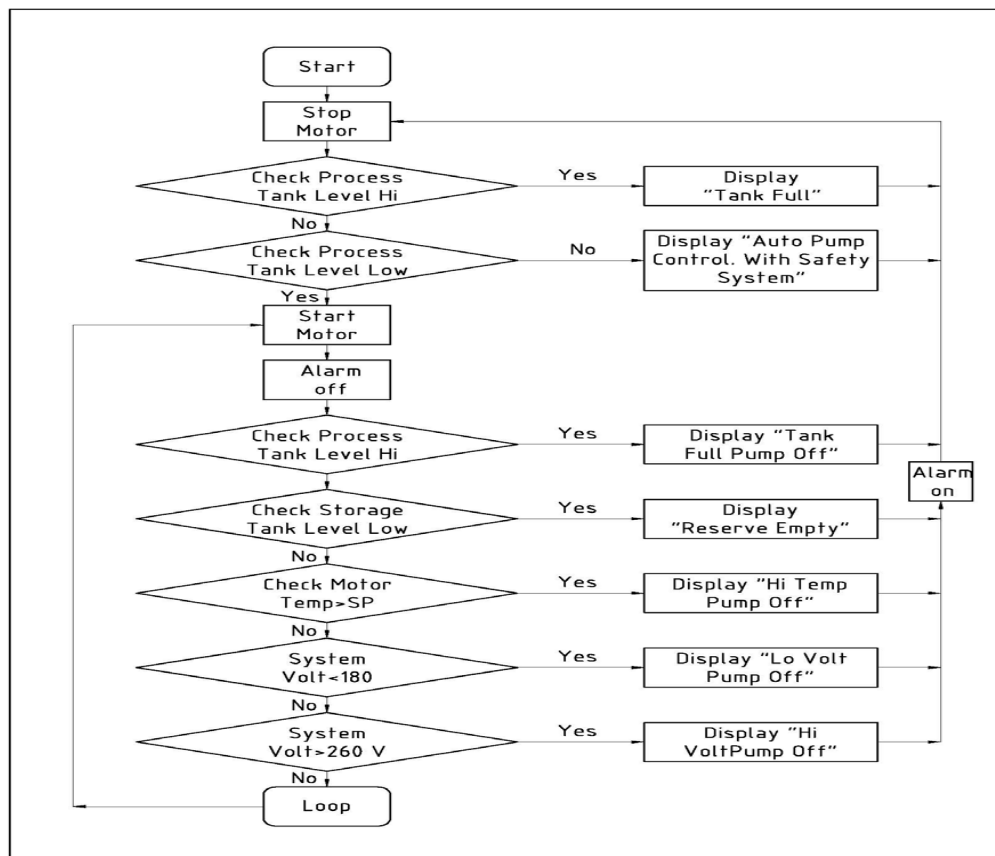 Start
Stop
Motor
Check Process
Tank Level Hi
Yes
Display
"Tank Full"
No
Check Process
Tank Level Low
No
Display "Auto Pump
Control. With Safety
System"
Yes
Start
Motor
Alarm
off
Check Process
Tank Level Hi
Yes
Display "Tank
Full Pump Off"
Alarm
on
Check Storage
Tank Level Low
Yes
Display
"Reserve Empty"
No
Check Motor
Temp>SP
Yes
Display "Hi Temp
Pump Off"
No
System
Volt<180
Yes
Display "Lo Volt
Pump Off"
No
System
Volt>260 V
Yes
Display "Hi
VoltPump Off"
No
Loop